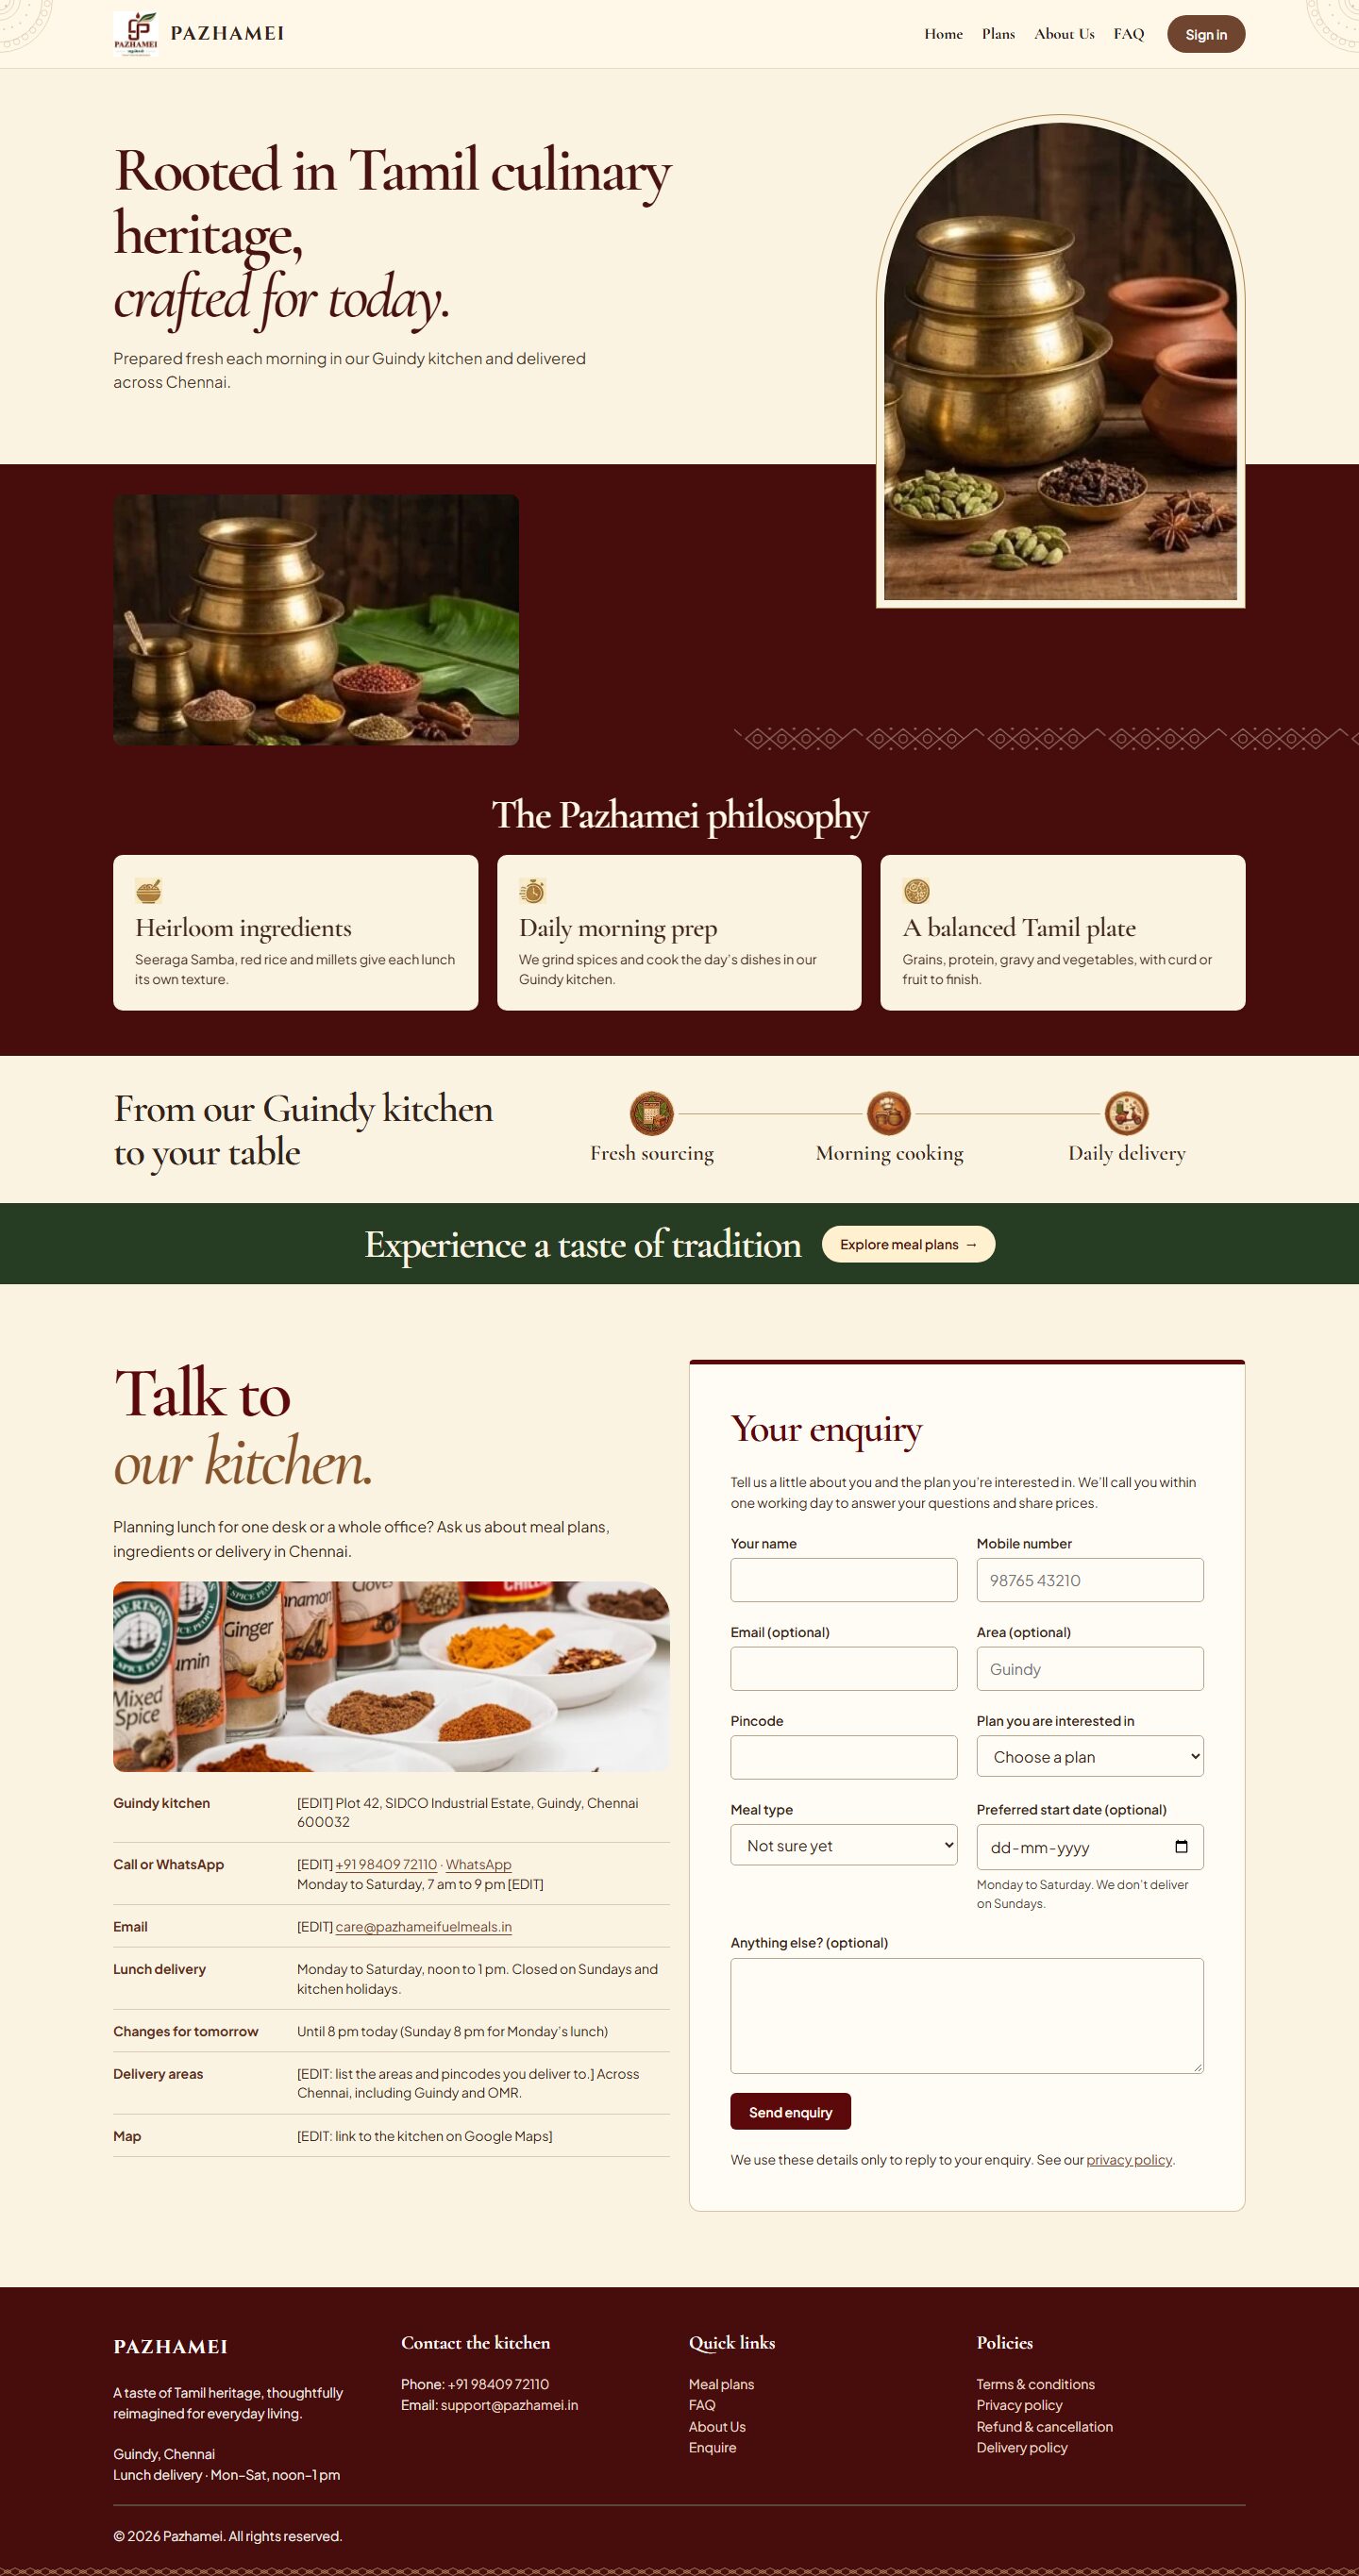 PAZHAMEI
PAZHAMEI
Home
Plans
About Us
FAQ
Sign in
Rooted in Tamil culinary
heritage,
crafted for today.
Prepared fresh each morning in our Guindy kitchen and delivered
across Chennai.
The Pazhamei philosophy
Heirloom ingredients
Seeraga Samba, red rice and millets give each lunch
its own texture.
Daily morning prep
We grind spices and cook the day's dishes in our
Guindy kitchen.
A balanced Tamil plate
Grains, protein, gravy and vegetables, with curd or
fruit to finish.
From our Guindy kitchen
to your table
Fresh sourcing
Morning cooking
Daily delivery
Experience a taste of tradition
Explore meal plans →
Talk to
our kitchen.
Planning lunch for one desk or a whole office? Ask us about meal plans,
ingredients or delivery in Chennai.
Mixed
Spice
Ginger
Guindy kitchen
[EDIT] Plot 42, SIDCO Industrial Estate, Guindy, Chennai
600032
Call or WhatsApp
[EDIT] +91 98409 72110 · WhatsApp
Monday to Saturday, 7 am to 9 pm [EDIT]
Email
[EDIT] care@pazhameifuelmeals.in
Lunch delivery
Monday to Saturday, noon to 1 pm. Closed on Sundays and
kitchen holidays.
Changes for tomorrow
Until 8 pm today (Sunday 8 pm for Monday's lunch)
Delivery areas
[EDIT: list the areas and pincodes you deliver to.] Across
Chennai, including Guindy and OMR.
Map
[EDIT: link to the kitchen on Google Maps]
Your enquiry
Tell us a little about you and the plan you're interested in. We'll call you within
one working day to answer your questions and share prices.
Your name
Mobile number
98765 43210
Email (optional)
Area (optional)
Guindy
Pincode
Plan you are interested in
Choose a plan
Meal type
Not sure yet
Preferred start date (optional)
dd-mm-yyyy
Monday to Saturday. We don't deliver
on Sundays.
Anything else? (optional)
Send enquiry
We use these details only to reply to your enquiry. See our privacy policy.
PAZHAMEI
A taste of Tamil heritage, thoughtfully
reimagined for everyday living.
Guindy, Chennai
Lunch delivery · Mon–Sat, noon–1 pm
Contact the kitchen
Phone: +91 98409 72110
Email: support@pazhamei.in
Quick links
Meal plans
FAQ
About Us
Enquire
Policies
Terms & conditions
Privacy policy
Refund & cancellation
Delivery policy
© 2026 Pazhamei. All rights reserved.